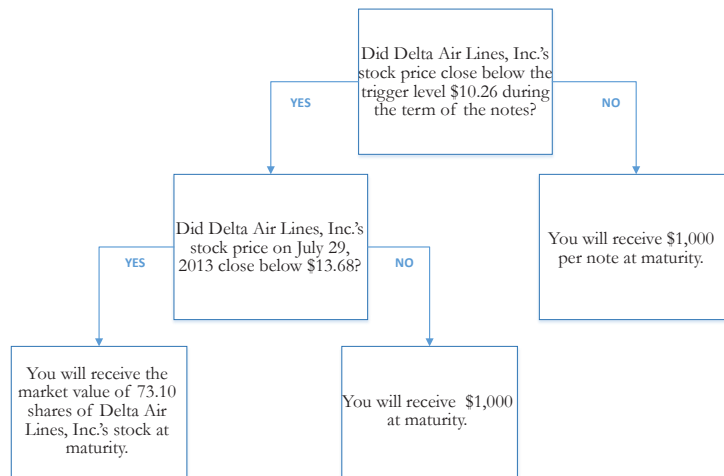 Did Delta Air Lines, Inc.'s
stock price close below the
trigger level $10.26 during
the term of the notes?
YES
NO
Did Delta Air Lines, Inc.'s
stock price on July 29,
2013 close below $13.68?
You will receive $1,000
per note at maturity.
YES
NO
You will receive the
market value of 73.10
shares of Delta Air
Lines, Inc.'s stock at
maturity.
You will receive  $1,000
at maturity.